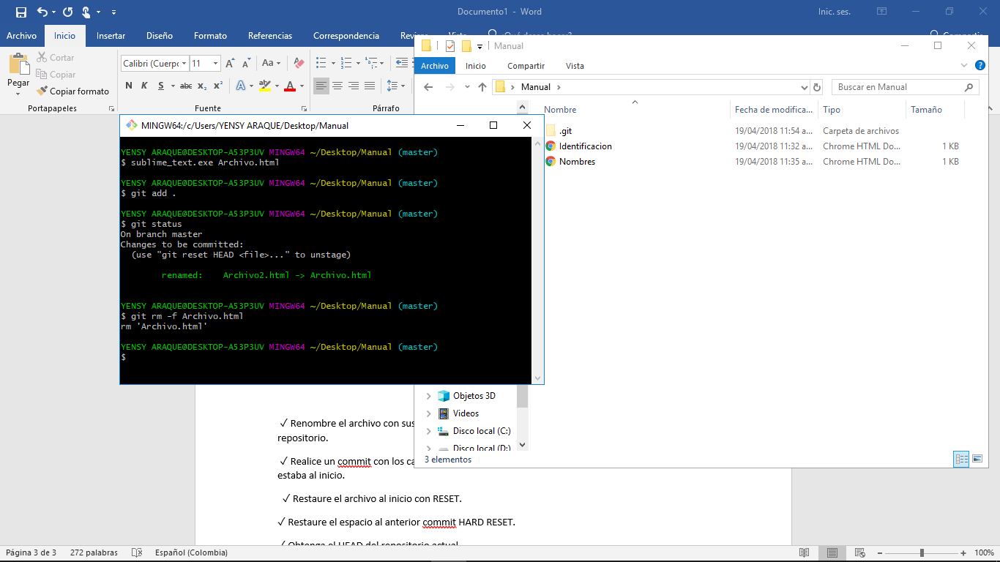 Documento1 - Word
Inic. ses.
Archivo Inicio Insertar Diseño Formato Referencias Correspondencia
Pegar
Cortar
Copiar
Copiar formato
Portapapeles
Calibri (Cuerpo 11
A A Aa
N K S abc x₂ x²
A ab A
Fuente
Párrafo
Manual
Archivo Inicio Compartir Vista
Manual
Buscar en Manual
Nombre Fecha de modifica... Tipo Tamaño
.git 19/04/2018 11:54 a... Carpeta de archivos
Identificacion 19/04/2018 11:32 a... Chrome HTML Do... 1 KB
Nombres 19/04/2018 11:35 a... Chrome HTML Do... 1 KB
MINGW64:/c/Users/YENSY ARAQUE/Desktop/Manual
YENSY ARAQUE@DESKTOP-A53P3UV MINGW64 ~/Desktop/Manual (master)
$ sublime_text.exe Archivo.html
YENSY ARAQUE@DESKTOP-A53P3UV MINGW64 ~/Desktop/Manual (master)
$ git add .
YENSY ARAQUE@DESKTOP-A53P3UV MINGW64 ~/Desktop/Manual (master)
$ git status
On branch master
Changes to be committed:
(use "git reset HEAD <file>..." to unstage)
renamed: Archivo2.html -> Archivo.html
YENSY ARAQUE@DESKTOP-A53P3UV MINGW64 ~/Desktop/Manual (master)
$ git rm -f Archivo.html
rm 'Archivo.html'
YENSY ARAQUE@DESKTOP-A53P3UV MINGW64 ~/Desktop/Manual (master)
$
Objetos 3D
Videos
Disco local (C:)
Disco local (D:)
3 elementos
✓ Renombre el archivo con sus
repositorio.
✓ Realice un commit con los ca
estaba al inicio.
✓ Restaure el archivo al inicio con RESET.
✓ Restaure el espacio al anterior commit HARD RESET.
✓ Obtenga el HEAD del repositorio actual
Página 3 de 3 272 palabras Español (Colombia)
100%